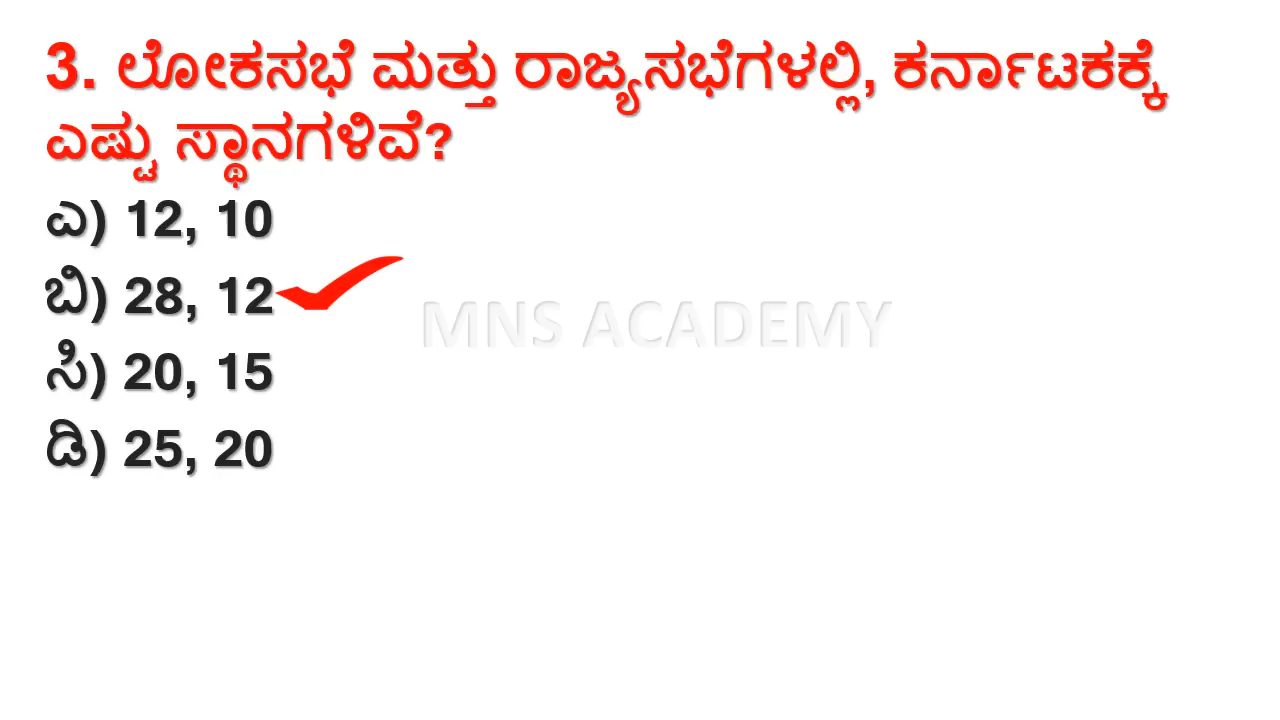 3. ಲೋಕಸಭೆ ಮತ್ತು ರಾಜ್ಯಸಭೆಗಳಲ್ಲಿ, ಕರ್ನಾಟಕಕ್ಕೆ
ಎಷ್ಟು ಸ್ಥಾನಗಳಿವೆ?
ಎ) 12, 10
ಬಿ) 28, 12
MNS ACADEMY
ಸಿ) 20, 15
ಡಿ) 25, 20